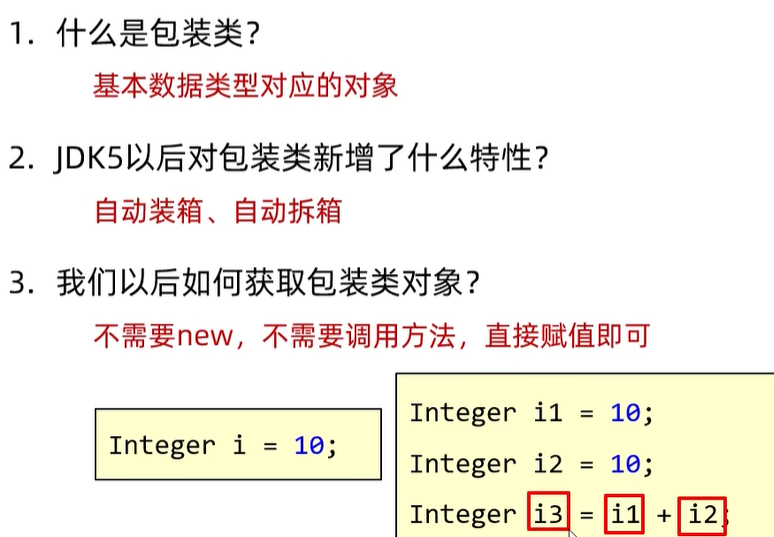 1. 什么是包装类？
基本数据类型对应的对象
2. JDK5以后对包装类新增了什么特性？
自动装箱、自动拆箱
3. 我们以后如何获取包装类对象？
不需要new，不需要调用方法，直接赋值即可
Integer i = 10;
Integer i1 = 10;
Integer i2 = 10;
Integer i3 = i1 + i2;